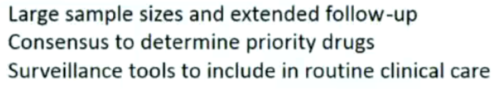 Large sample sizes and extended follow-up
Consensus to determine priority drugs
Surveillance tools to include in routine clinical care